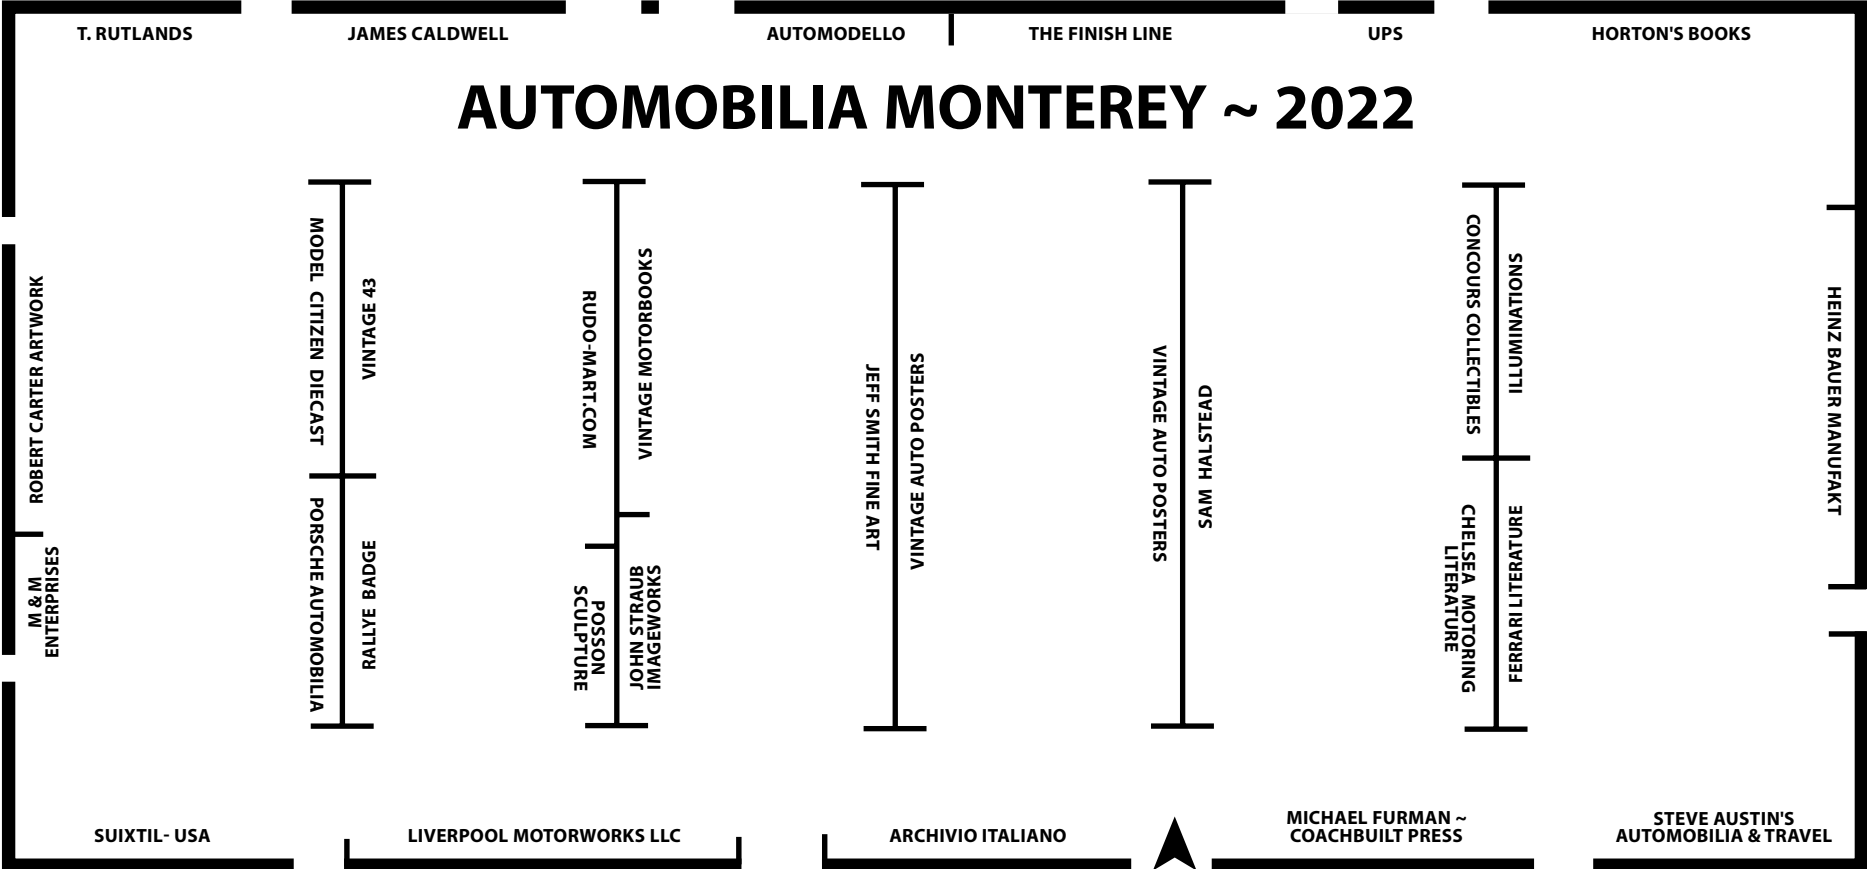 T. RUTLANDS
JAMES CALDWELL
AUTOMODELLO
THE FINISH LINE
UPS
HORTON'S BOOKS
AUTOMOBILIA MONTEREY ~ 2022
ROBERT CARTER ARTWORK
M & M
ENTERPRISES
MODEL CITIZEN DIECAST
VINTAGE 43
PORSCHE AUTOMOBILIA
RALLYE BADGE
RUDO-MART.COM
VINTAGE MOTORBOOKS
POSSON
SCULPTURE
JOHN STRAUB
IMAGEWORKS
JEFF SMITH FINE ART
VINTAGE AUTO POSTERS
VINTAGE AUTO POSTERS
SAM HALSTEAD
CONCOURS COLLECTIBLES
ILLUMINATIONS
CHELSEA MOTORING
LITERATURE
FERRARI LITERATURE
HEINZ BAUER MANUFAKT
SUIXTIL- USA
LIVERPOOL MOTORWORKS LLC
ARCHIVIO ITALIANO
MICHAEL FURMAN ~
COACHBUILT PRESS
STEVE AUSTIN'S
AUTOMOBILIA & TRAVEL